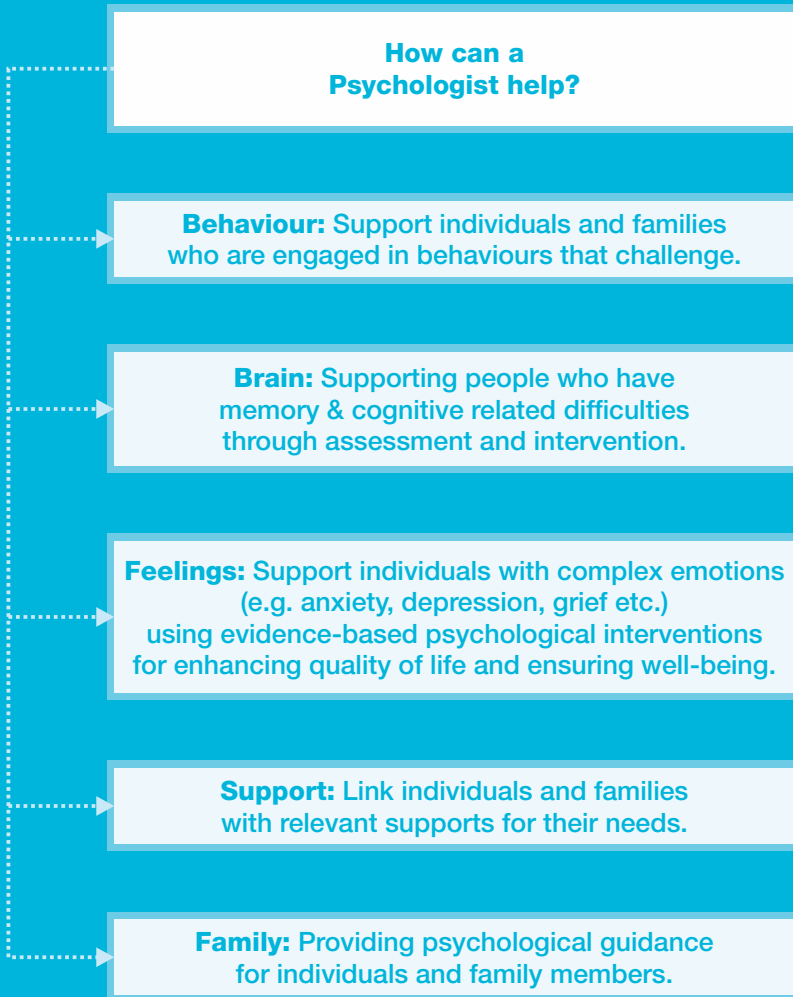 How can a
Psychologist help?
Behaviour: Support individuals and families
who are engaged in behaviours that challenge.
Brain: Supporting people who have
memory & cognitive related difficulties
through assessment and intervention.
Feelings: Support individuals with complex emotions
(e.g. anxiety, depression, grief etc.)
using evidence-based psychological interventions
for enhancing quality of life and ensuring well-being.
Support: Link individuals and families
with relevant supports for their needs.
Family: Providing psychological guidance
for individuals and family members.